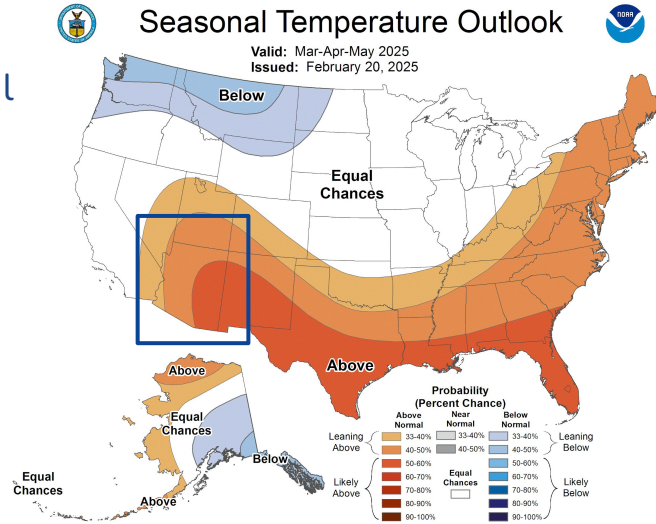 Seasonal Temperature Outlook
NOAA
Valid: Mar-Apr-May 2025
Issued: February 20, 2025
l
Below
Equal
Chances
Above
Above
Equal
Chances
Below
Above
Equal
Chances
Probability
(Percent Chance)
Above
Normal
Near
Normal
Below
Normal
Leaning
Above
33-40%
40-50%
33-40%
40-50%
33-40%
40-50%
Leaning
Below
Likely
Above
50-60%
60-70%
70-80%
80-90%
90-100%
Equal
Chances
50-60%
60-70%
70-80%
80-90%
90-100%
Likely
Below